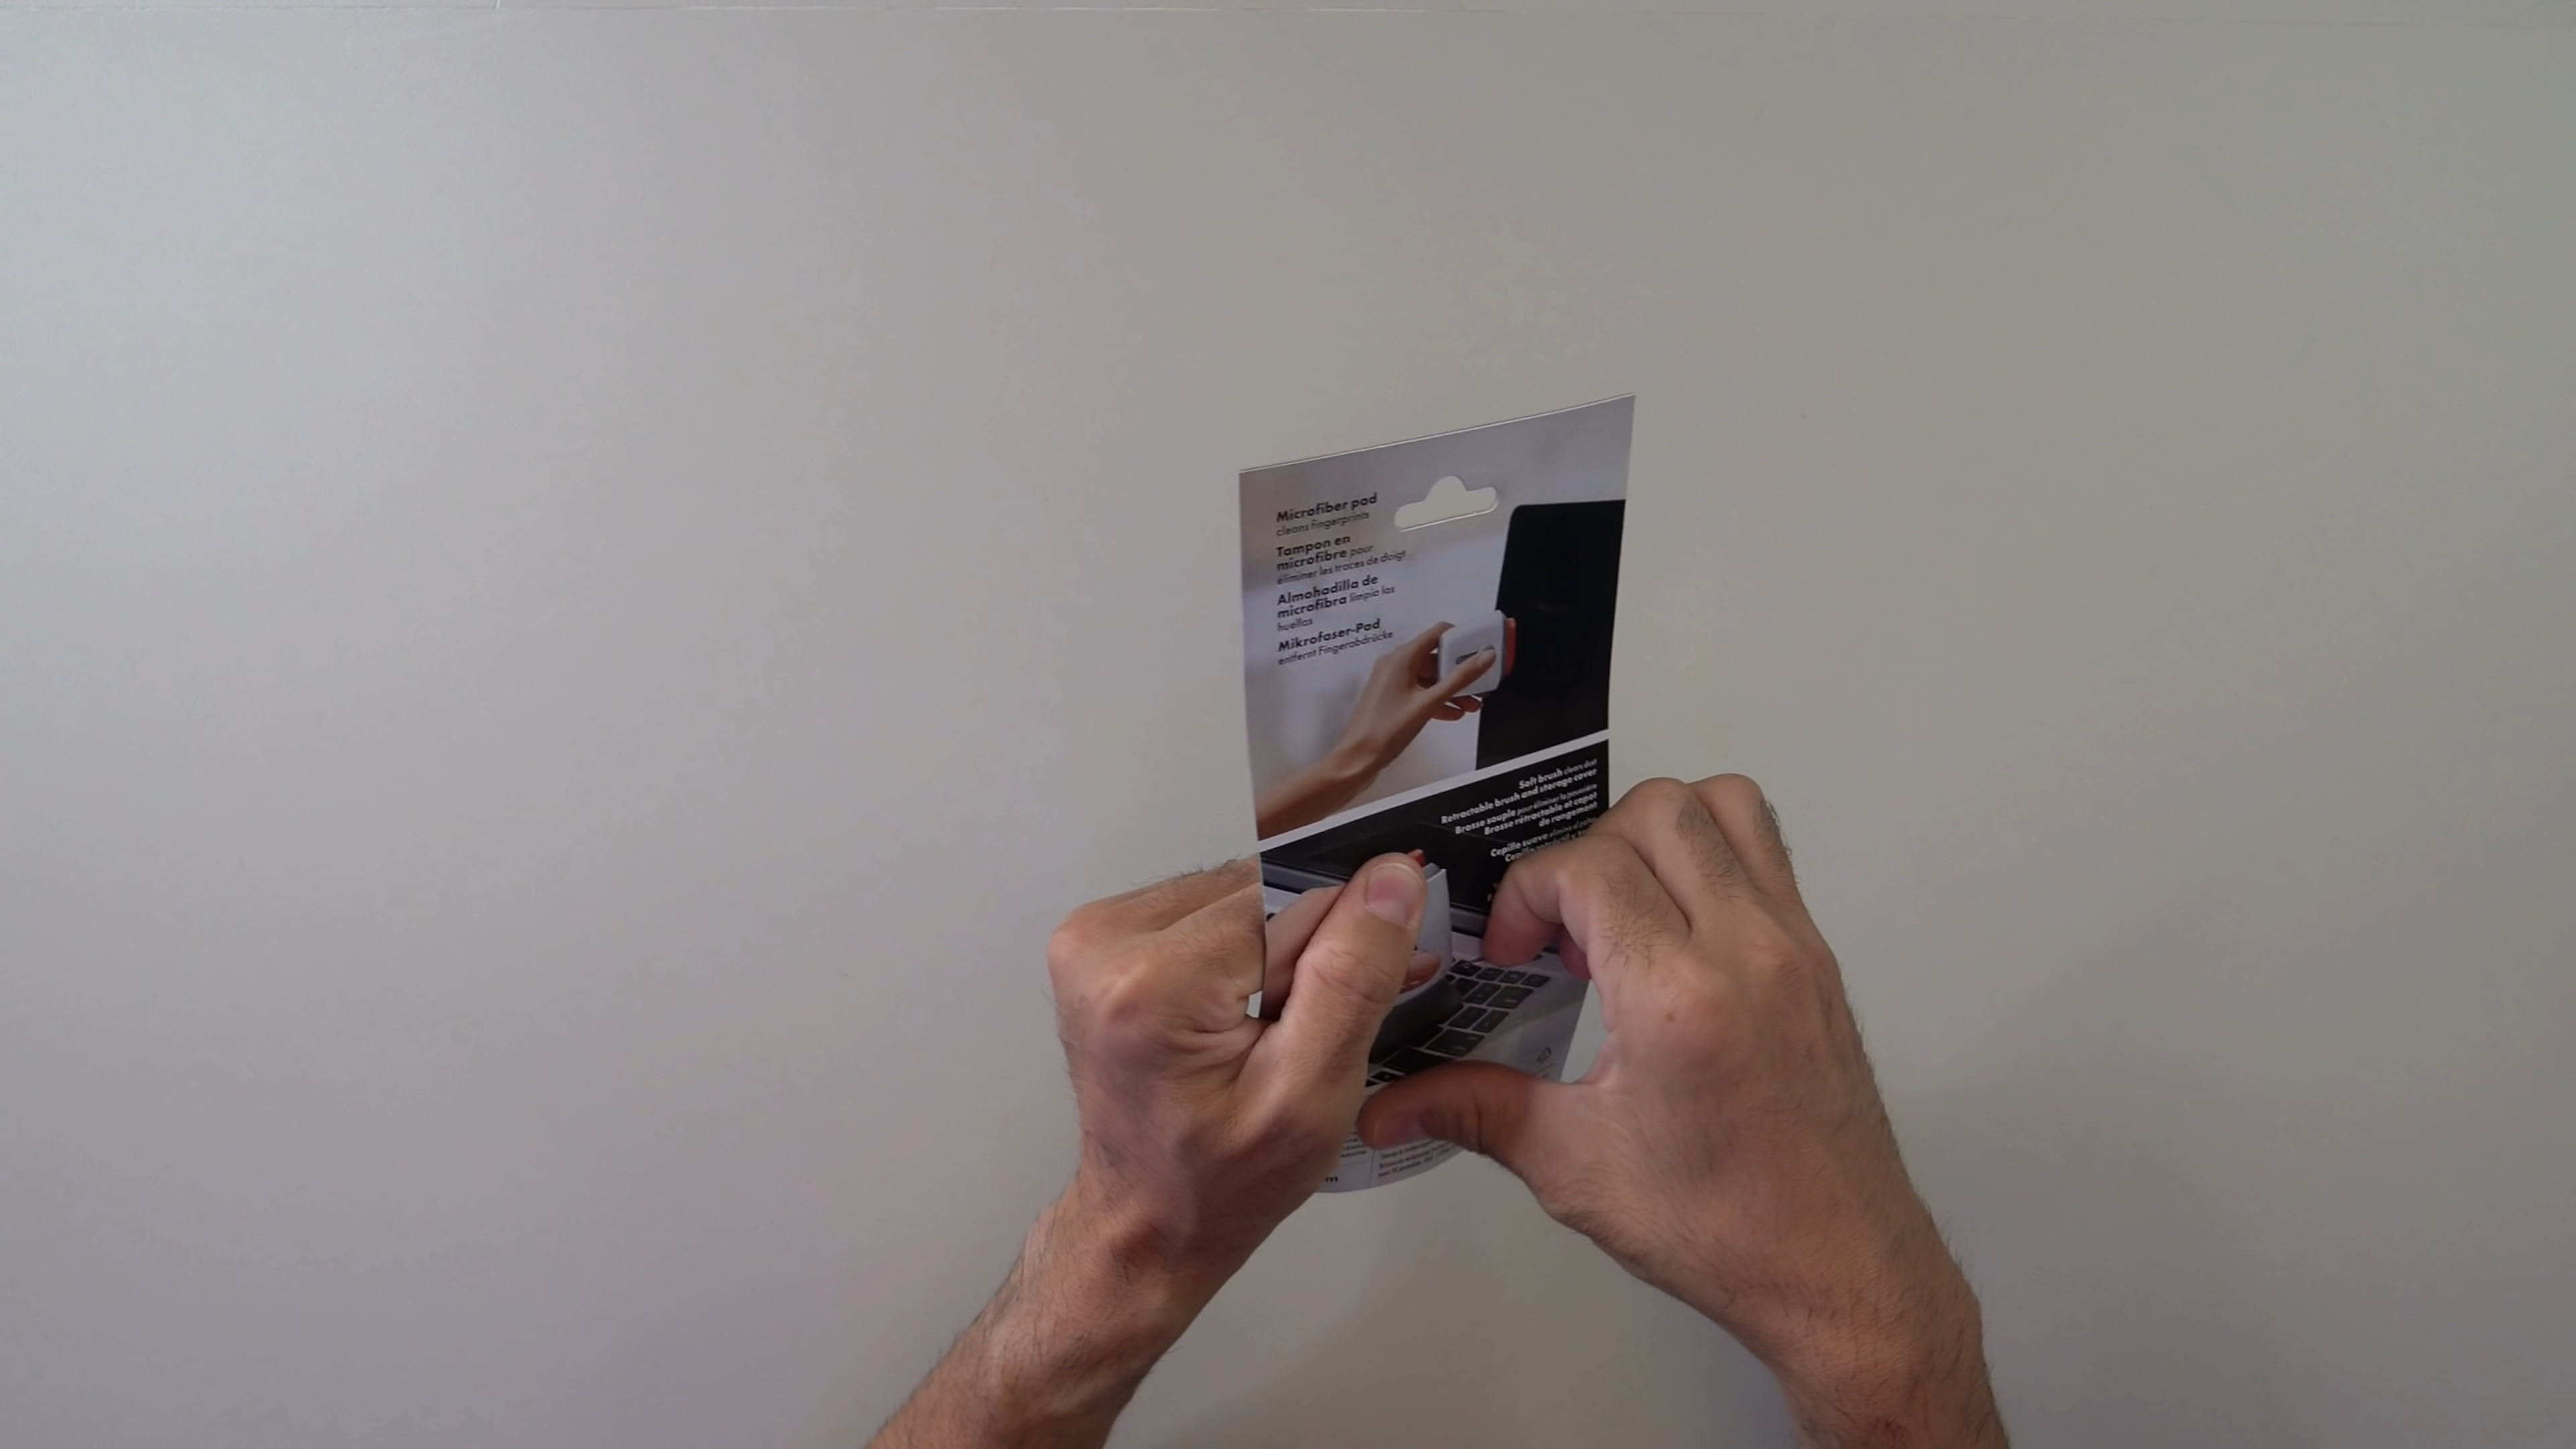 Microfiber pad
cleans fingerprints
Tampon en
microfibre pour
éliminer les traces de doigt
Almohadilla de
microfibra limpia las
huellas
Mikrofaser-Pad
entfernt Fingerabdrücke
Soft brush cleans dust
Retractable brush and storage cover
Brosse souple pour éliminer la poussière
Brosse rétractable et capot
de rangement
Cepillo suave elimina el polvo